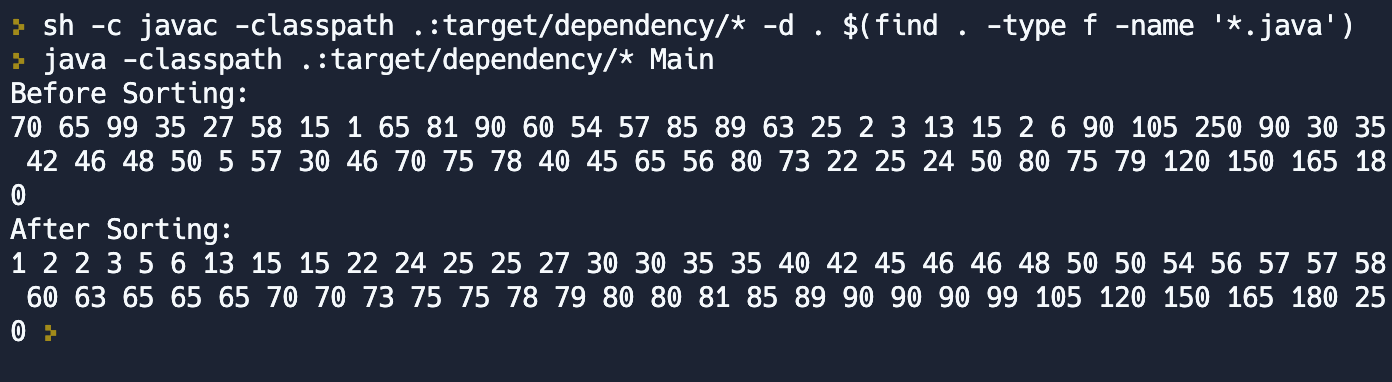 > sh -c javac -classpath .:target/dependency/* -d . $(find . -type f -name '*.java')
> java -classpath .:target/dependency/* Main
Before Sorting:
70 65 99 35 27 58 15 1 65 81 90 60 54 57 85 89 63 25 2 3 13 15 2 6 90 105 250 90 30 35
 42 46 48 50 5 57 30 46 70 75 78 40 45 65 56 80 73 22 25 24 50 80 75 79 120 150 165 18
0
After Sorting:
1 2 2 3 5 6 13 15 15 22 24 25 25 27 30 30 35 35 40 42 45 46 46 48 50 50 54 56 57 57 58
 60 63 65 65 65 70 70 73 75 75 78 79 80 80 81 85 89 90 90 90 99 105 120 150 165 180 25
0 >